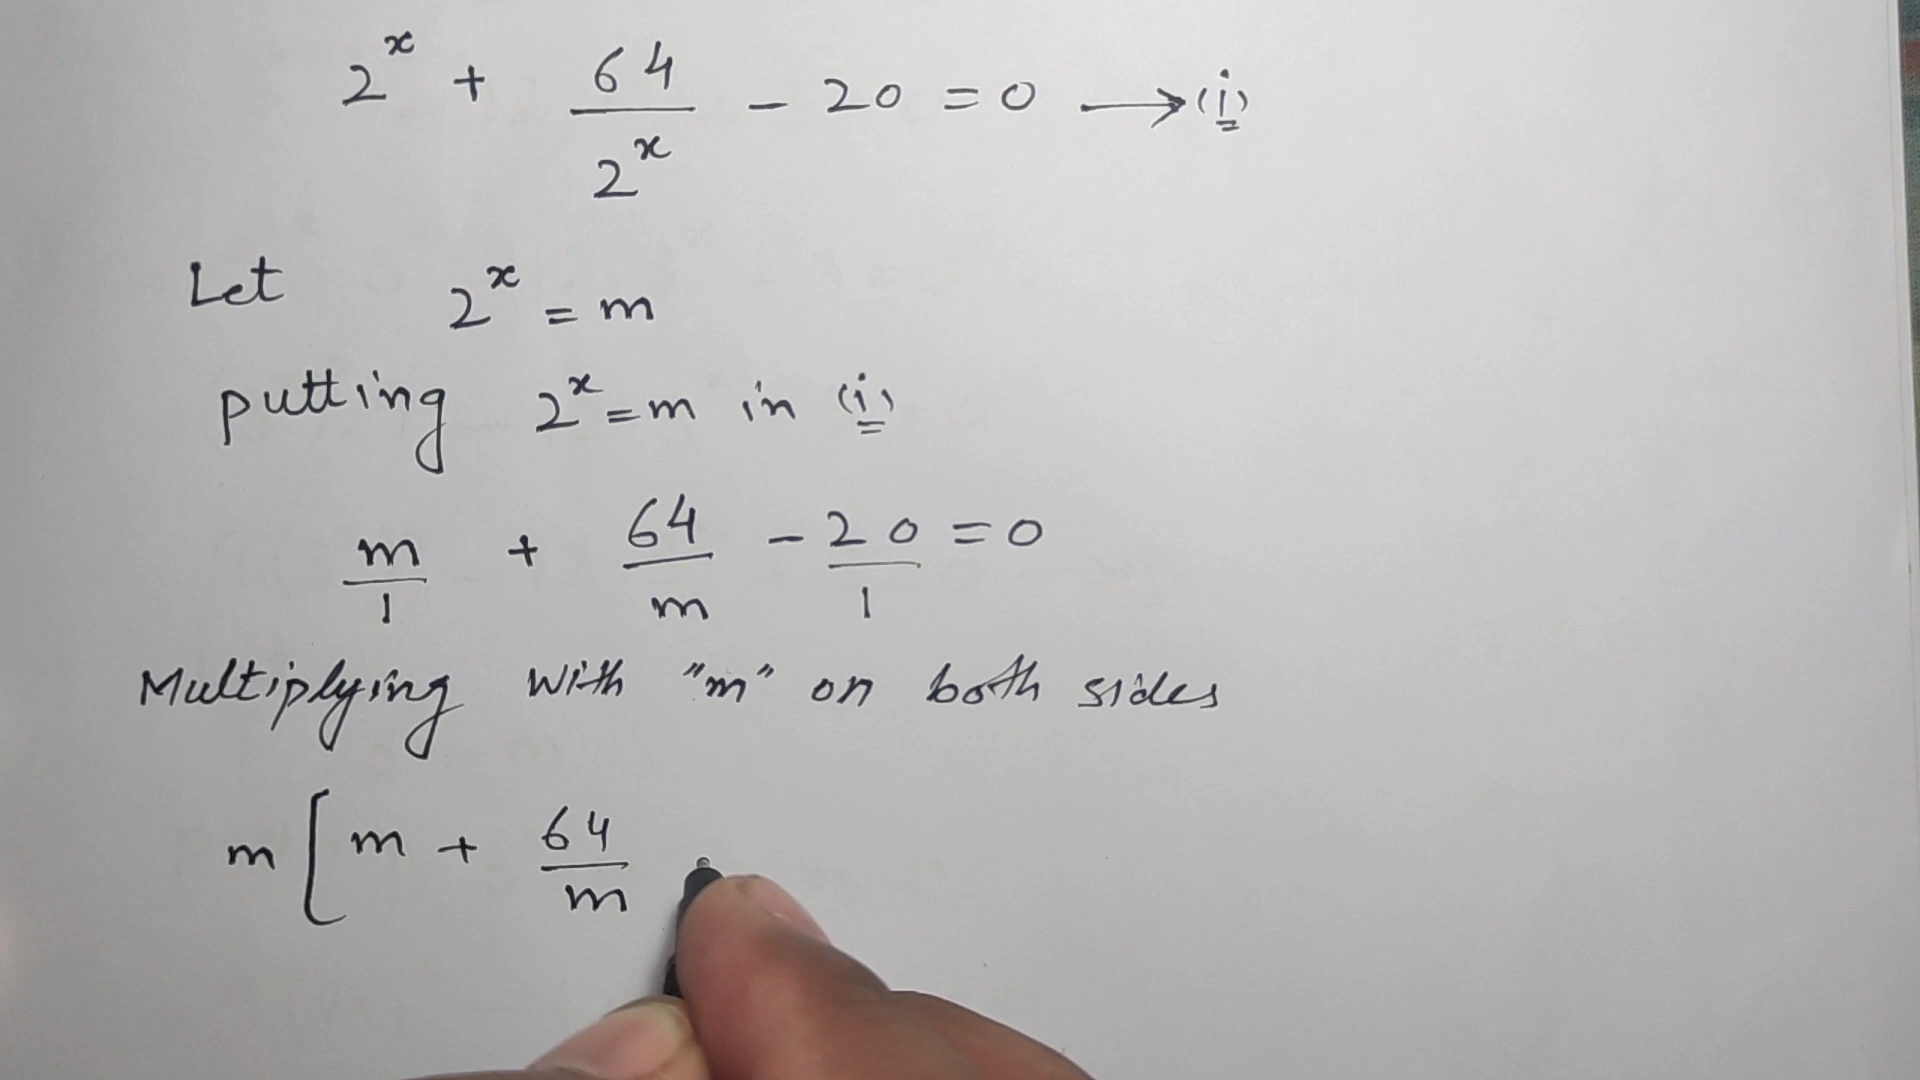 2^x + 64/2^x - 20 = 0 → (i)
Let 2^x = m
putting 2^x = m in (i)
m/1 + 64/m - 20/1 = 0
Multiplying with "m" on both sides
m [ m + 64/m